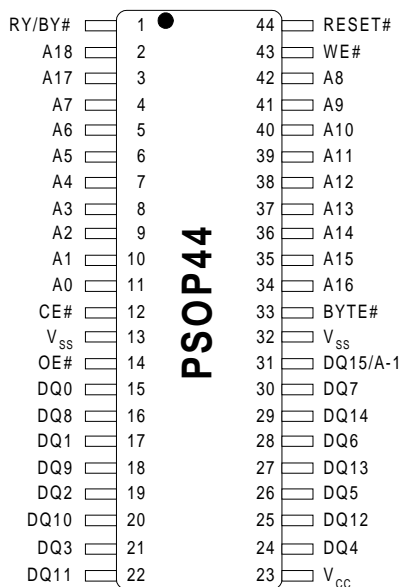 RY/BY# 1 44 RESET#
A18 2 43 WE#
A17 3 42 A8
A7 4 41 A9
A6 5 40 A10
A5 6 39 A11
A4 7 38 A12
A3 8 37 A13
A2 9 36 A14
A1 10 35 A15
A0 11 34 A16
CE# 12 33 BYTE#
VSS 13 32 VSS
OE# 14 31 DQ15/A-1
DQ0 15 30 DQ7
DQ8 16 29 DQ14
DQ1 17 28 DQ6
DQ9 18 27 DQ13
DQ2 19 26 DQ5
DQ10 20 25 DQ12
DQ3 21 24 DQ4
DQ11 22 23 VCC
PSOP44